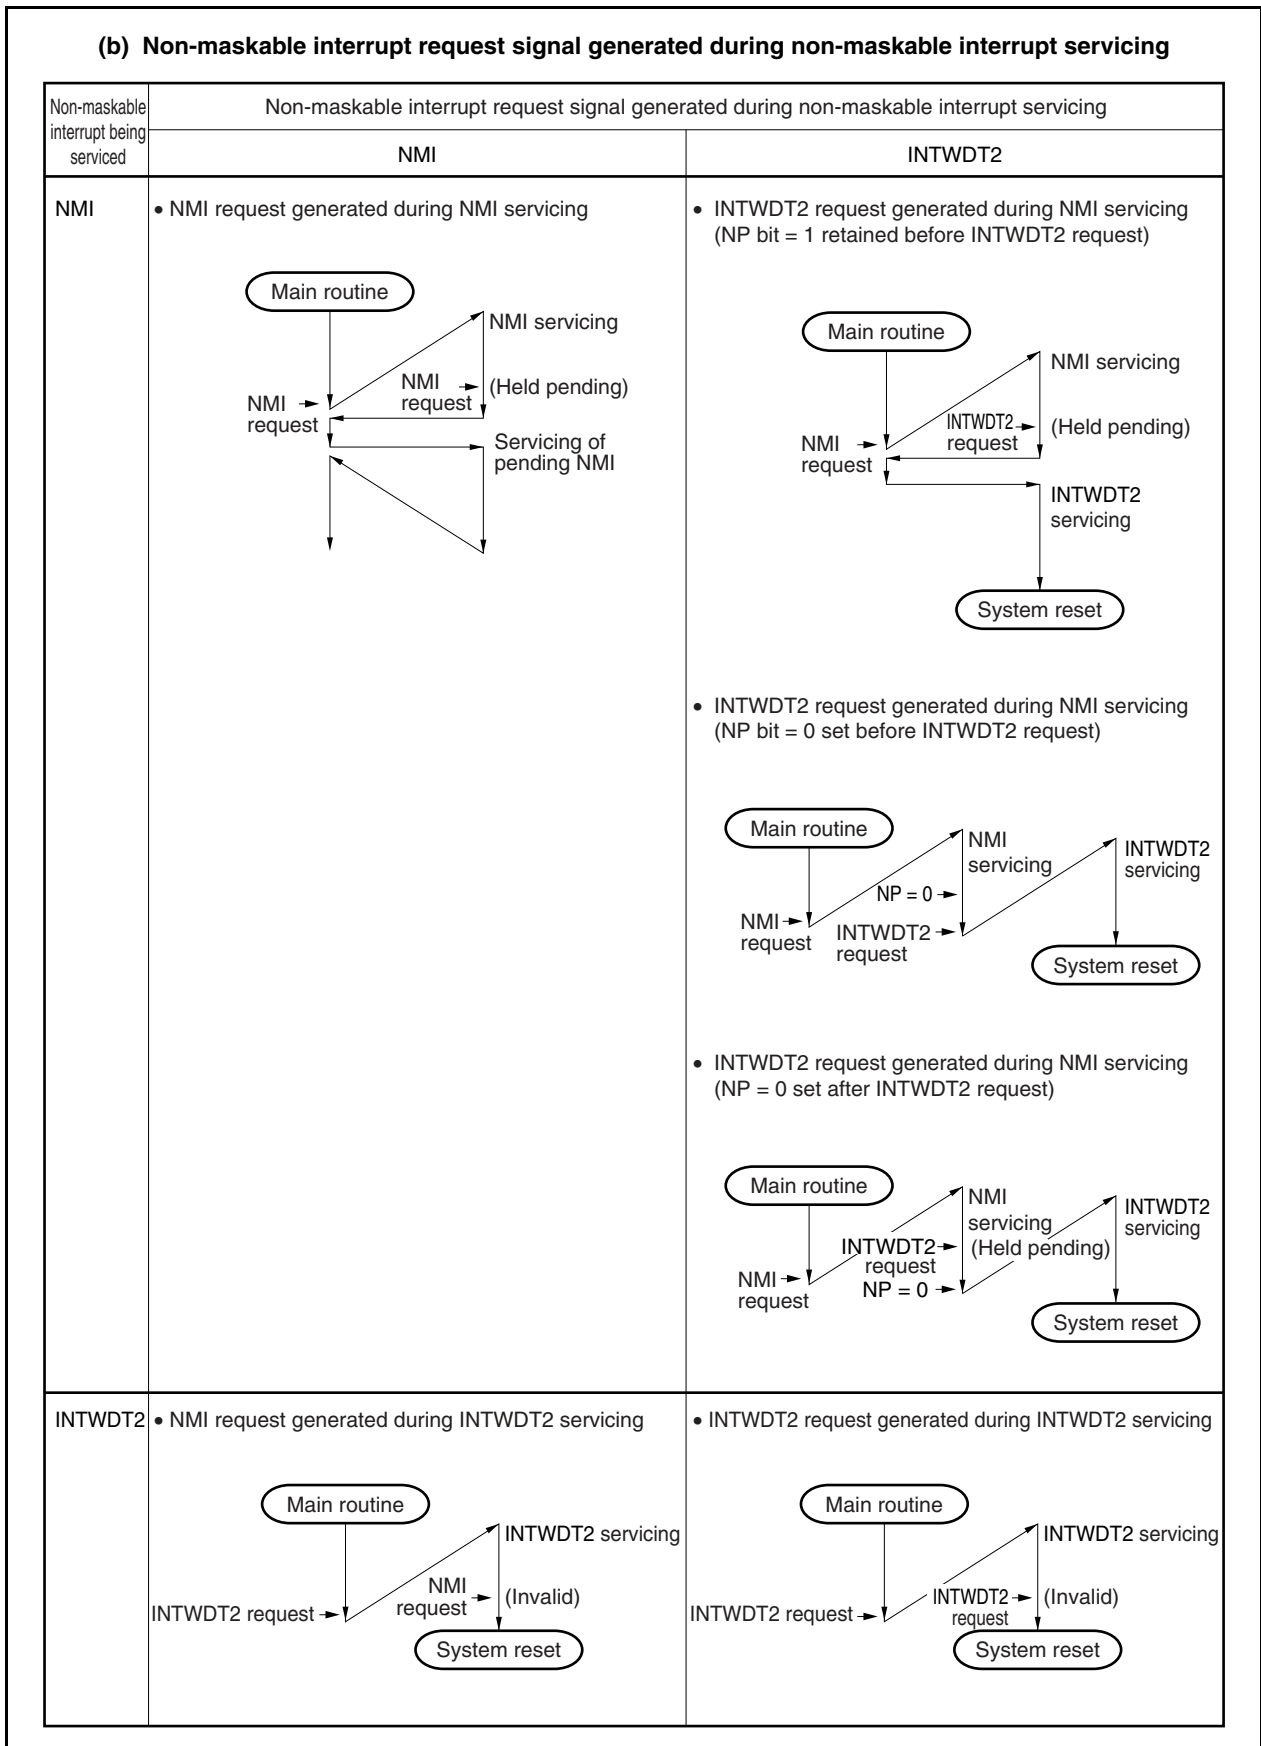 (b) Non-maskable interrupt request signal generated during non-maskable interrupt servicing
Non-maskable
interrupt being
serviced
Non-maskable interrupt request signal generated during non-maskable interrupt servicing
NMI
INTWDT2
NMI
• NMI request generated during NMI servicing
Main routine
NMI servicing
NMI
request
(Held pending)
NMI
request
Servicing of
pending NMI
• INTWDT2 request generated during NMI servicing
(NP bit = 1 retained before INTWDT2 request)
Main routine
NMI servicing
INTWDT2
request
(Held pending)
NMI
request
INTWDT2
servicing
System reset
• INTWDT2 request generated during NMI servicing
(NP bit = 0 set before INTWDT2 request)
Main routine
NMI
servicing
INTWDT2
servicing
NP = 0
NMI
request
INTWDT2
request
System reset
• INTWDT2 request generated during NMI servicing
(NP = 0 set after INTWDT2 request)
Main routine
NMI
servicing
INTWDT2
servicing
INTWDT2
request
(Held pending)
NMI
request
NP = 0
System reset
INTWDT2
• NMI request generated during INTWDT2 servicing
Main routine
INTWDT2 servicing
NMI
request
(Invalid)
INTWDT2 request
System reset
• INTWDT2 request generated during INTWDT2 servicing
Main routine
INTWDT2 servicing
INTWDT2
request
(Invalid)
INTWDT2 request
System reset